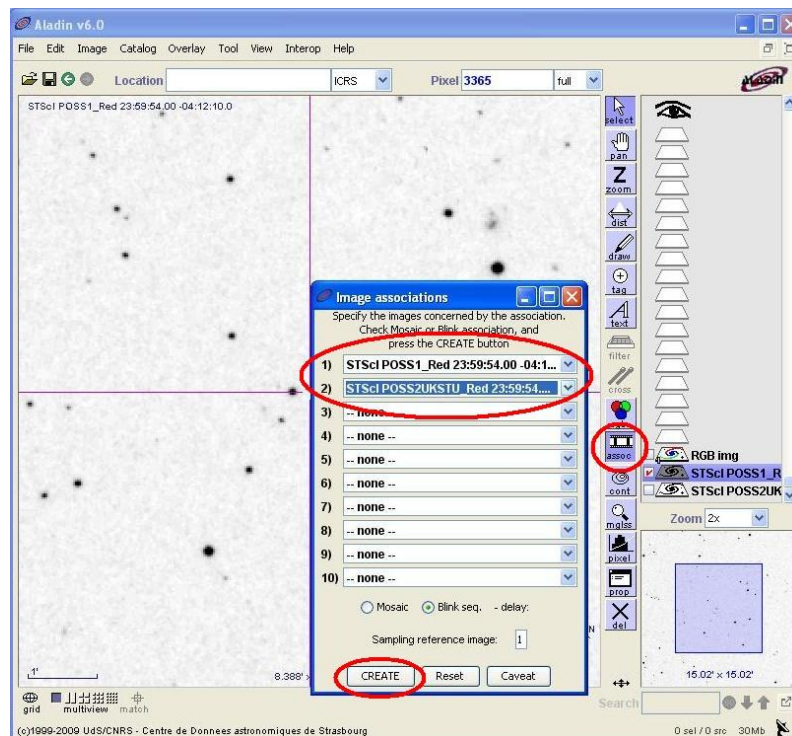 Aladin v6.0
File Edit Image Catalog Overlay Tool View Interop Help
Location ICRS Pixel 3365 full
Aladin
STScI POSS1_Red 23:59:54.00 -04:12:10.0
select
pan
Z
zoom
dist
draw
tag
A
text
filter
cross
assoc
cont
mglss
pixel
prop
del
Image associations
Specify the images concerned by the association.
Check Mosaic or Blink association, and
press the CREATE button
1) STScI POSS1_Red 23:59:54.00 -04:1...
2) STScI POSS2UKSTU_Red 23:59:54....
3) -- none --
4) -- none --
5) -- none --
6) -- none --
7) -- none --
8) -- none --
9) -- none --
10) -- none --
Mosaic Blink seq. - delay:
Sampling reference image: 1
CREATE Reset Caveat
RGB img
STScI POSS1_R
STScI POSS2UK
Zoom 2x
15.02' x 15.02'
1'
8.388' x
N
grid multiview match
Search
(c)1999-2009 UdS/CNRS - Centre de Donnees astronomiques de Strasbourg
0 sel / 0 src 30Mb